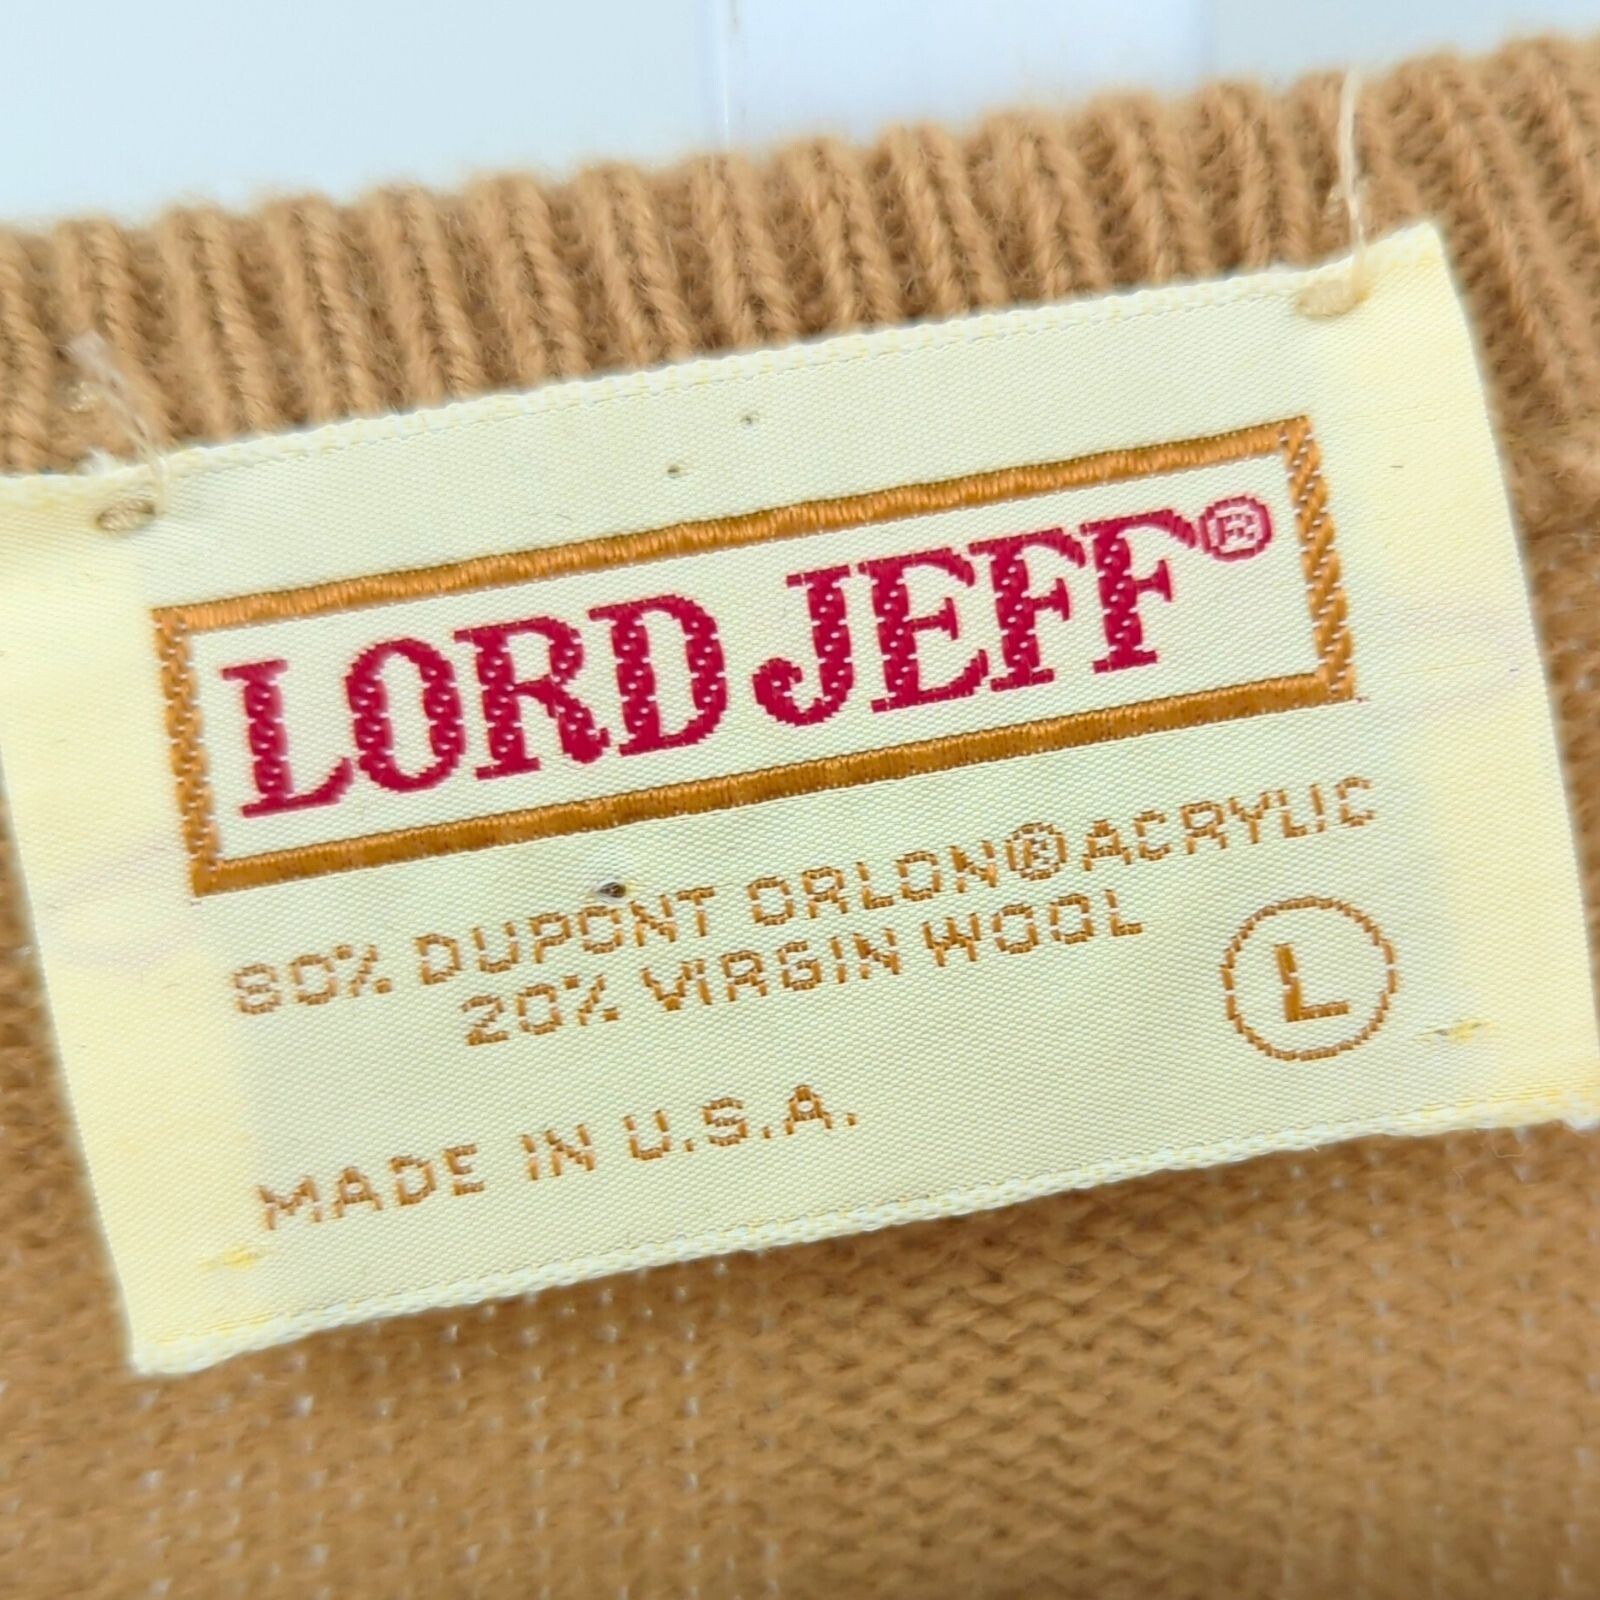 LORD JEFF®
80% DUPONT ORLON® ACRYLIC
20% VIRGIN WOOL
L
MADE IN U.S.A.